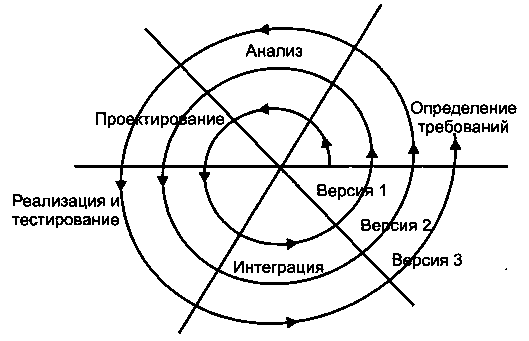 Анализ
Определение
требований
Проектирование
Версия 1
Реализация и
тестирование
Версия 2
Интеграция
Версия 3